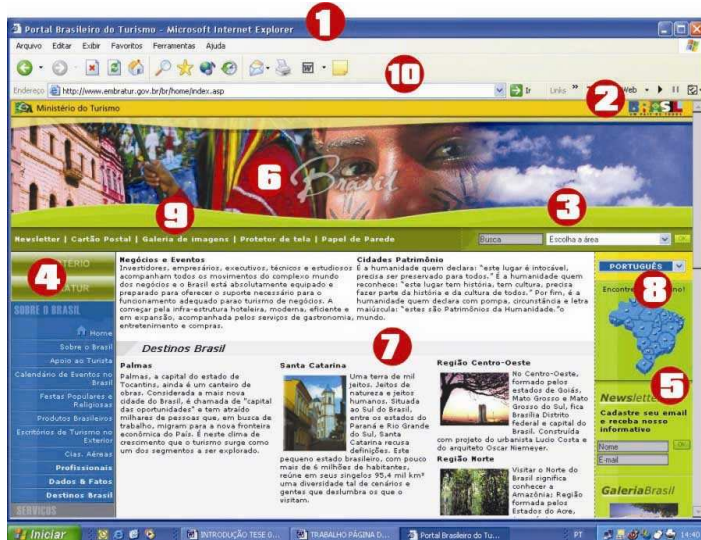 1
Portal Brasileiro do Turismo - Microsoft Internet Explorer
Arquivo Editar Exibir Favoritos Ferramentas Ajuda
10
Endereço http://www.embratur.gov.br/br/home/index.asp Ir Links » Web
2
Ministério do Turismo BRASIL
6 Brasil
9
3
Newsletter | Cartão Postal | Galeria de imagens | Protetor de tela | Papel de Parede Busca Escolha a área OK
4
SOBRE O BRASIL
Home
Sobre o Brasil
Apoio ao Turista
Calendário de Eventos no
Brasil
Festas Populares e
Religiosas
Produtos Brasileiros
Escritórios de Turismo no
Exterior
Cias. Aéreas
Profissionais
Dados & Fatos
Destinos Brasil
SERVIÇOS
Negócios e Eventos
Investidores, empresários, executivos, técnicos e estudiosos
acompanham todos os movimentos do complexo mundo
dos negócios e o Brasil está absolutamente equipado e
preparado para oferecer o suporte necessário para o
funcionamento adequado parao turismo de negócios. A
começar pela infra-estrutura hoteleira, moderna, eficiente e
em expansão, acompanhada pelos serviços de gastronomia,
entretenimento e compras.
Cidades Patrimônio
É a humanidade quem declara: "este lugar é intocável,
precisa ser preservado para todos." É a humanidade quem
reconhece: "este lugar tem história, tem cultura, precisa
fazer parte da história e da cultura de todos." Por fim, é a
humanidade quem declara com pompa, circunstância e letra
maiúscula: "estes são Patrimônios da Humanidade."o
mundo.
Destinos Brasil
7
Palmas
Palmas, a capital do estado de
Tocantins, ainda é um canteiro de
obras. Considerada a mais nova
cidade do Brasil, é chamada de "capital
das oportunidades" e tem atraído
milhares de pessoas que, em busca de
trabalho, migram para a nova fronteira
econômica do País. É neste clima de
crescimento que o turismo surge como
um dos segmentos a ser explorado.
Santa Catarina
Uma terra de mil
jeitos. Jeitos de
natureza e jeitos
humanos. Situada
ao Sul do Brasil,
entre os estados do
Paraná e Rio Grande
do Sul, Santa
Catarina recusa
definições. Este
pequeno estado brasileiro, com pouco
mais de 6 milhões de habitantes,
reúne em seus singelos 95,4 mil km²
uma diversidade tal de cenários e
gentes que deslumbra os que o
visitam.
Região Centro-Oeste
No Centro-Oeste,
formado pelos
estados de Goiás,
Mato Grosso e Mato
Grosso do Sul, fica
Brasília Distrito
federal e capital do
Brasil. Construída
com projeto do urbanista Lucio Costa e
do arquiteto Oscar Niemeyer.
Região Norte
Visitar o Norte do
Brasil significa
conhecer a
Amazônia; Região
formada pelos
Estados do Acre,
PORTUGUÊS
8
5
Newsletter
Cadastre seu email
e receba nosso
informativo
Nome OK
E-mail
GaleriaBrasil
Iniciar INTRODUÇÃO TESE D... TRABALHO PÁGINA D... Portal Brasileiro do Tu... PT 14:40